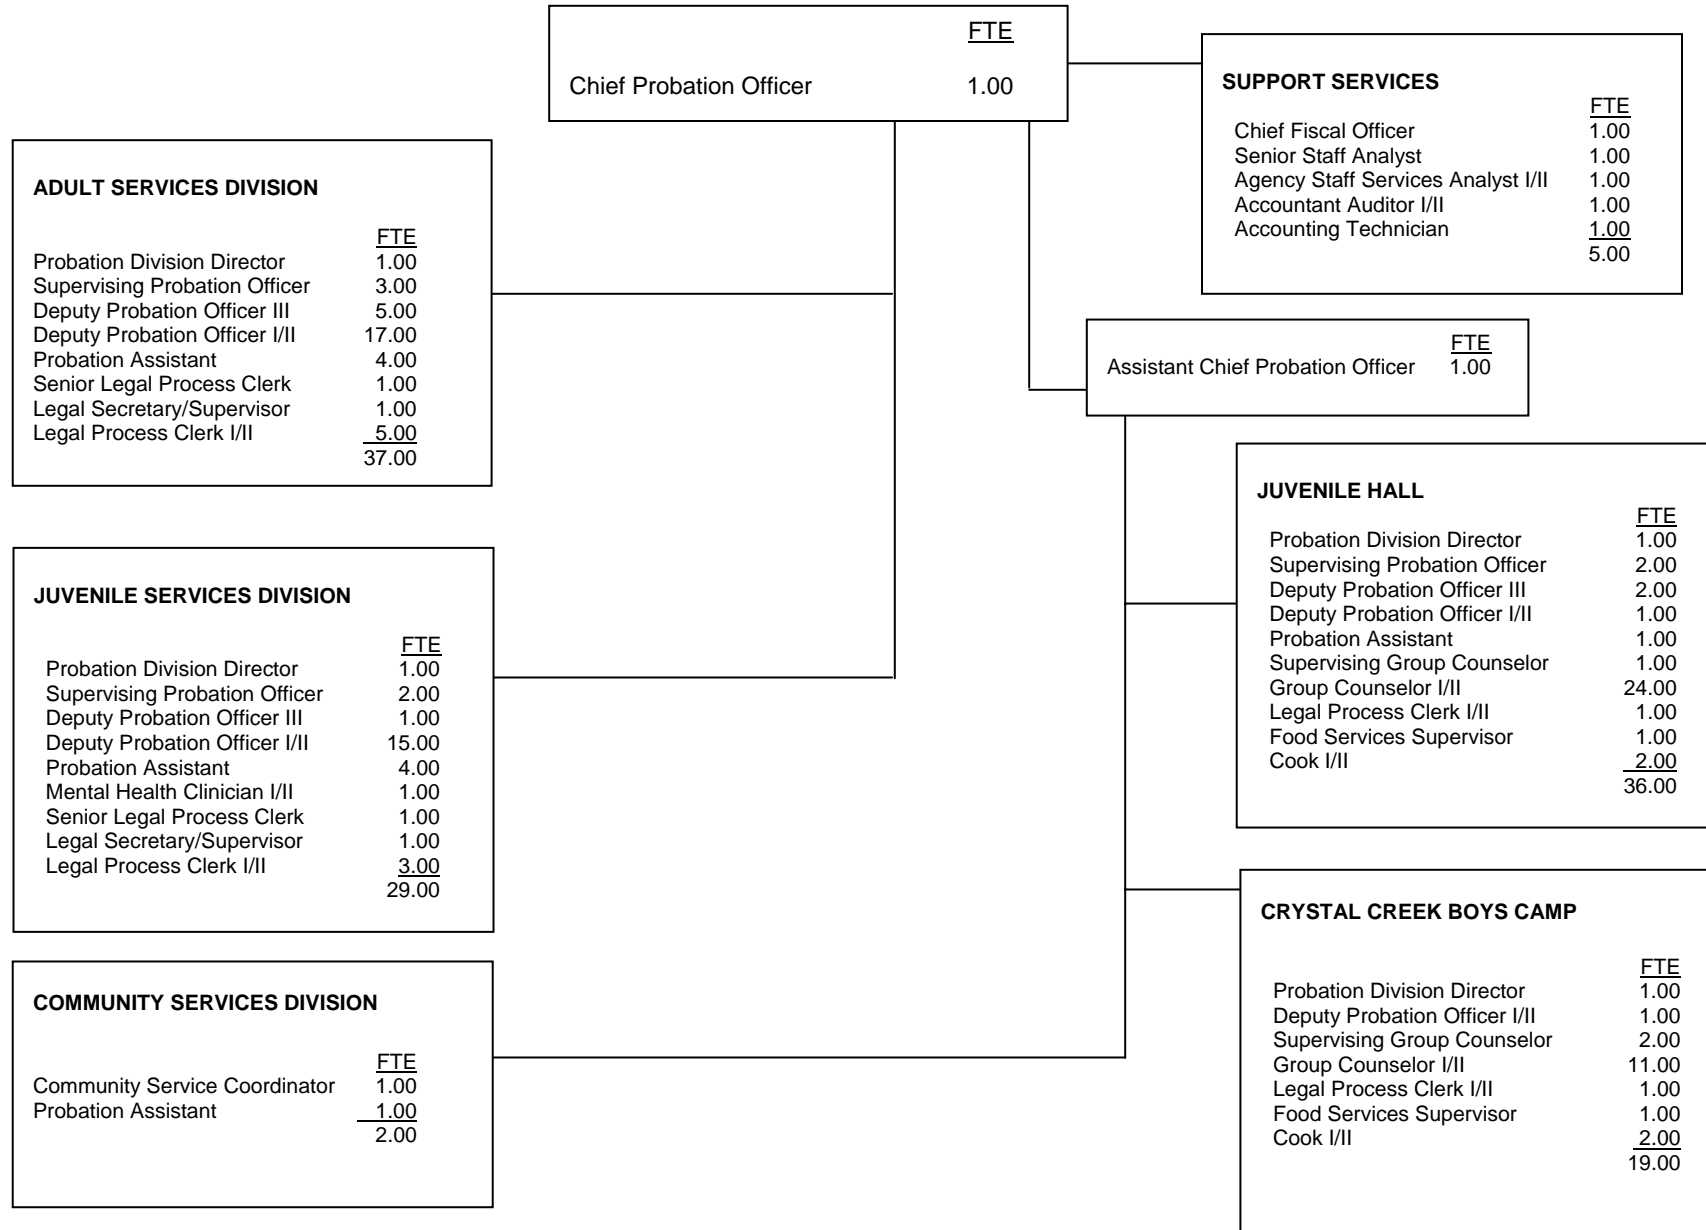 FTE
Chief Probation Officer 1.00
SUPPORT SERVICES
FTE
Chief Fiscal Officer 1.00
Senior Staff Analyst 1.00
Agency Staff Services Analyst I/II 1.00
Accountant Auditor I/II 1.00
Accounting Technician 1.00
5.00
ADULT SERVICES DIVISION
FTE
Probation Division Director 1.00
Supervising Probation Officer 3.00
Deputy Probation Officer III 5.00
Deputy Probation Officer I/II 17.00
Probation Assistant 4.00
Senior Legal Process Clerk 1.00
Legal Secretary/Supervisor 1.00
Legal Process Clerk I/II 5.00
37.00
FTE
Assistant Chief Probation Officer 1.00
JUVENILE HALL
FTE
Probation Division Director 1.00
Supervising Probation Officer 2.00
Deputy Probation Officer III 2.00
Deputy Probation Officer I/II 1.00
Probation Assistant 1.00
Supervising Group Counselor 1.00
Group Counselor I/II 24.00
Legal Process Clerk I/II 1.00
Food Services Supervisor 1.00
Cook I/II 2.00
36.00
JUVENILE SERVICES DIVISION
FTE
Probation Division Director 1.00
Supervising Probation Officer 2.00
Deputy Probation Officer III 1.00
Deputy Probation Officer I/II 15.00
Probation Assistant 4.00
Mental Health Clinician I/II 1.00
Senior Legal Process Clerk 1.00
Legal Secretary/Supervisor 1.00
Legal Process Clerk I/II 3.00
29.00
CRYSTAL CREEK BOYS CAMP
FTE
Probation Division Director 1.00
Deputy Probation Officer I/II 1.00
Supervising Group Counselor 2.00
Group Counselor I/II 11.00
Legal Process Clerk I/II 1.00
Food Services Supervisor 1.00
Cook I/II 2.00
19.00
COMMUNITY SERVICES DIVISION
FTE
Community Service Coordinator 1.00
Probation Assistant 1.00
2.00